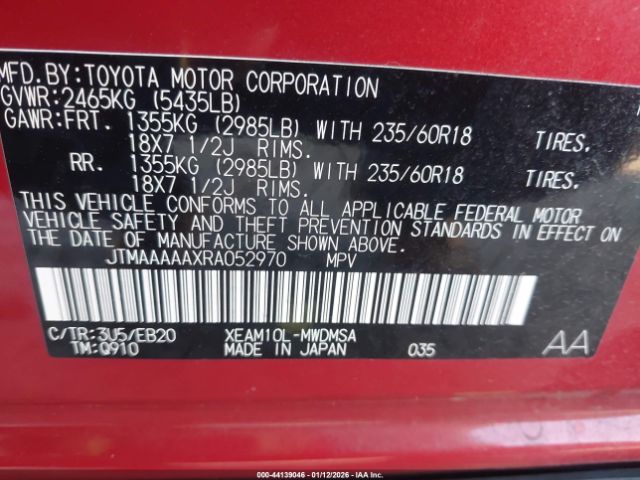 MFD.BY:TOYOTA MOTOR CORPORATION
GVWR:2465KG (5435LB)
GAWR:FRT. 1355KG (2985LB) WITH 235/60R18 TIRES.
18X7 1/2J RIMS.
RR. 1355KG (2985LB) WITH 235/60R18 TIRES.
18X7 1/2J RIMS.
THIS VEHICLE CONFORMS TO ALL APPLICABLE FEDERAL MOTOR
VEHICLE SAFETY AND THEFT PREVENTION STANDARDS IN EFFECT ON
THE DATE OF MANUFACTURE SHOWN ABOVE.
JTMAAAAAXRA052970 MPV
C/TR:3U5/EB20 XEAM10L-MWDMSA
TM:Q910 MADE IN JAPAN 035 AA
000-44139046 - 01/12/2026 - IAAI.COM